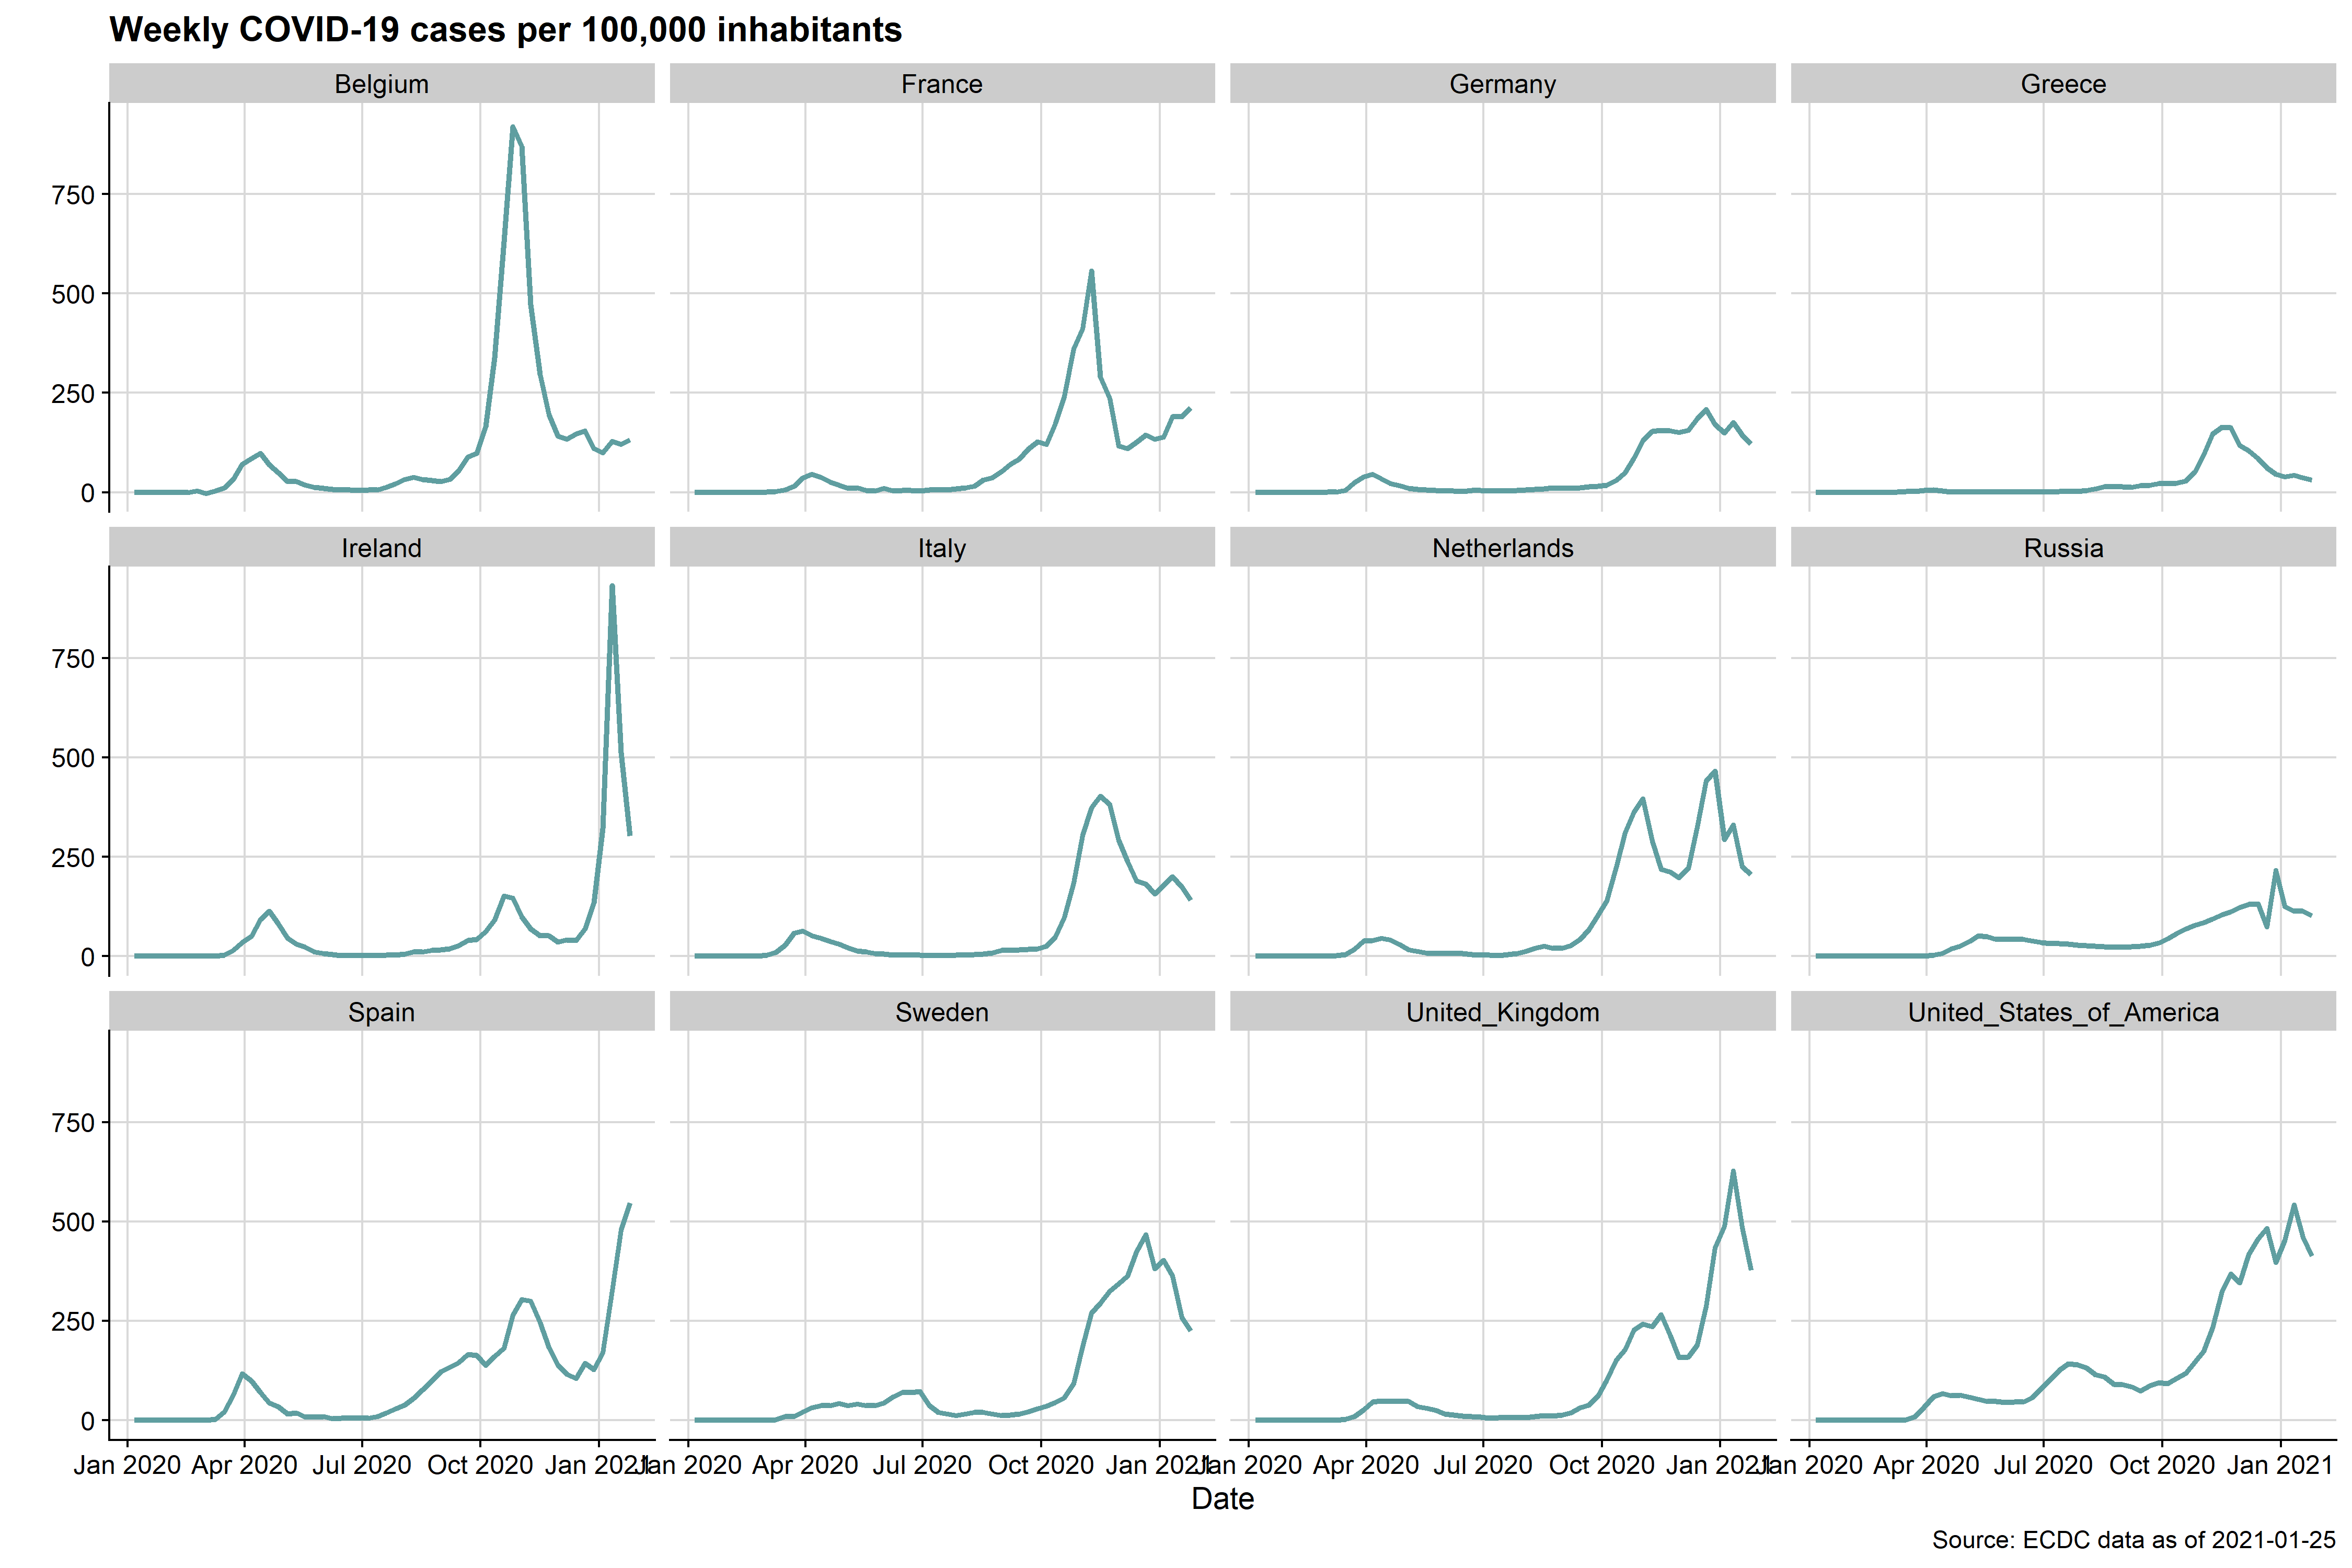 Weekly COVID-19 cases per 100,000 inhabitants
Belgium France Germany Greece
750
500
250
0
Ireland Italy Netherlands Russia
750
500
250
0
Spain Sweden United_Kingdom United_States_of_America
750
500
250
0
Jan 2020 Apr 2020 Jul 2020 Oct 2020 Jan 2021 Jan 2020 Apr 2020 Jul 2020 Oct 2020 Jan 2021 Jan 2020 Apr 2020 Jul 2020 Oct 2020 Jan 2021 Jan 2020 Apr 2020 Jul 2020 Oct 2020 Jan 2021
Date
Source: ECDC data as of 2021-01-25